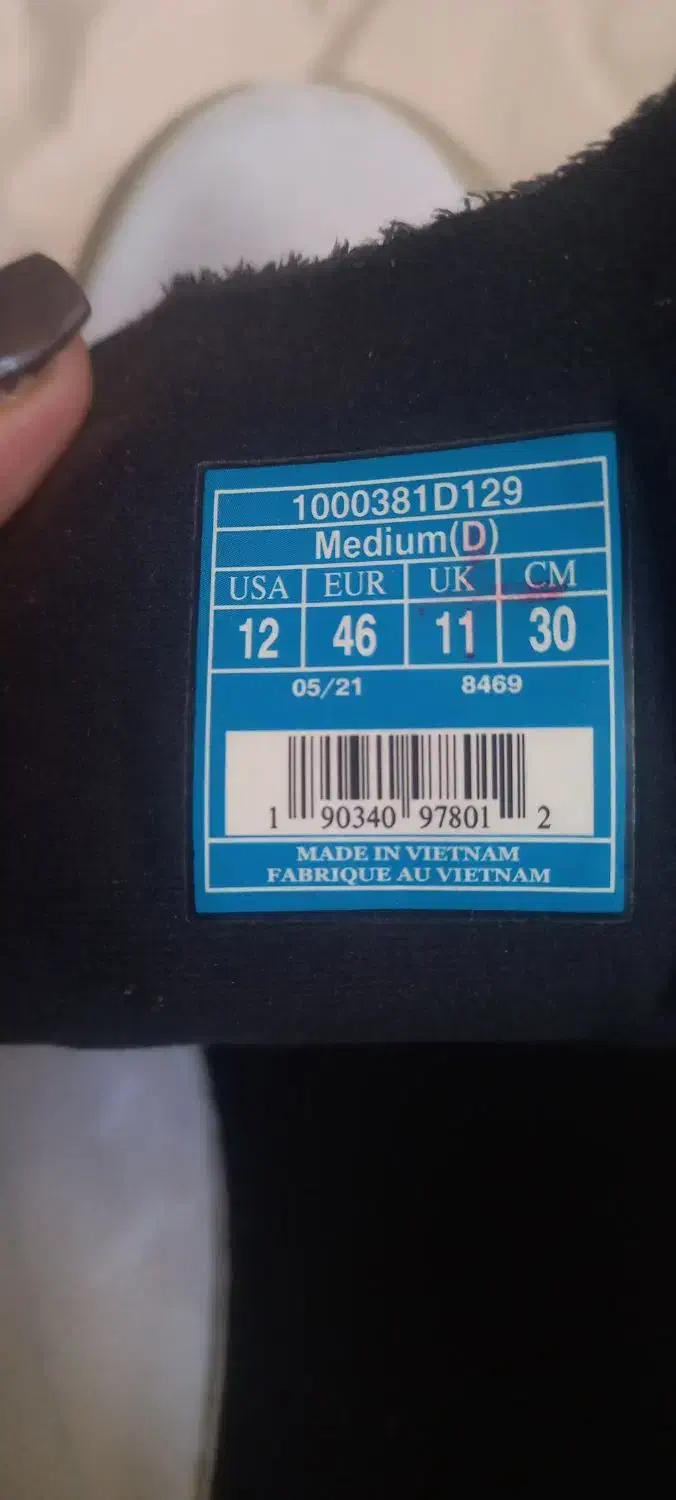 1000381D129
Medium(D)
USA EUR UK CM
12 46 11 30
05/21 8469
1 90340 97801 2
MADE IN VIETNAM
FABRIQUE AU VIETNAM